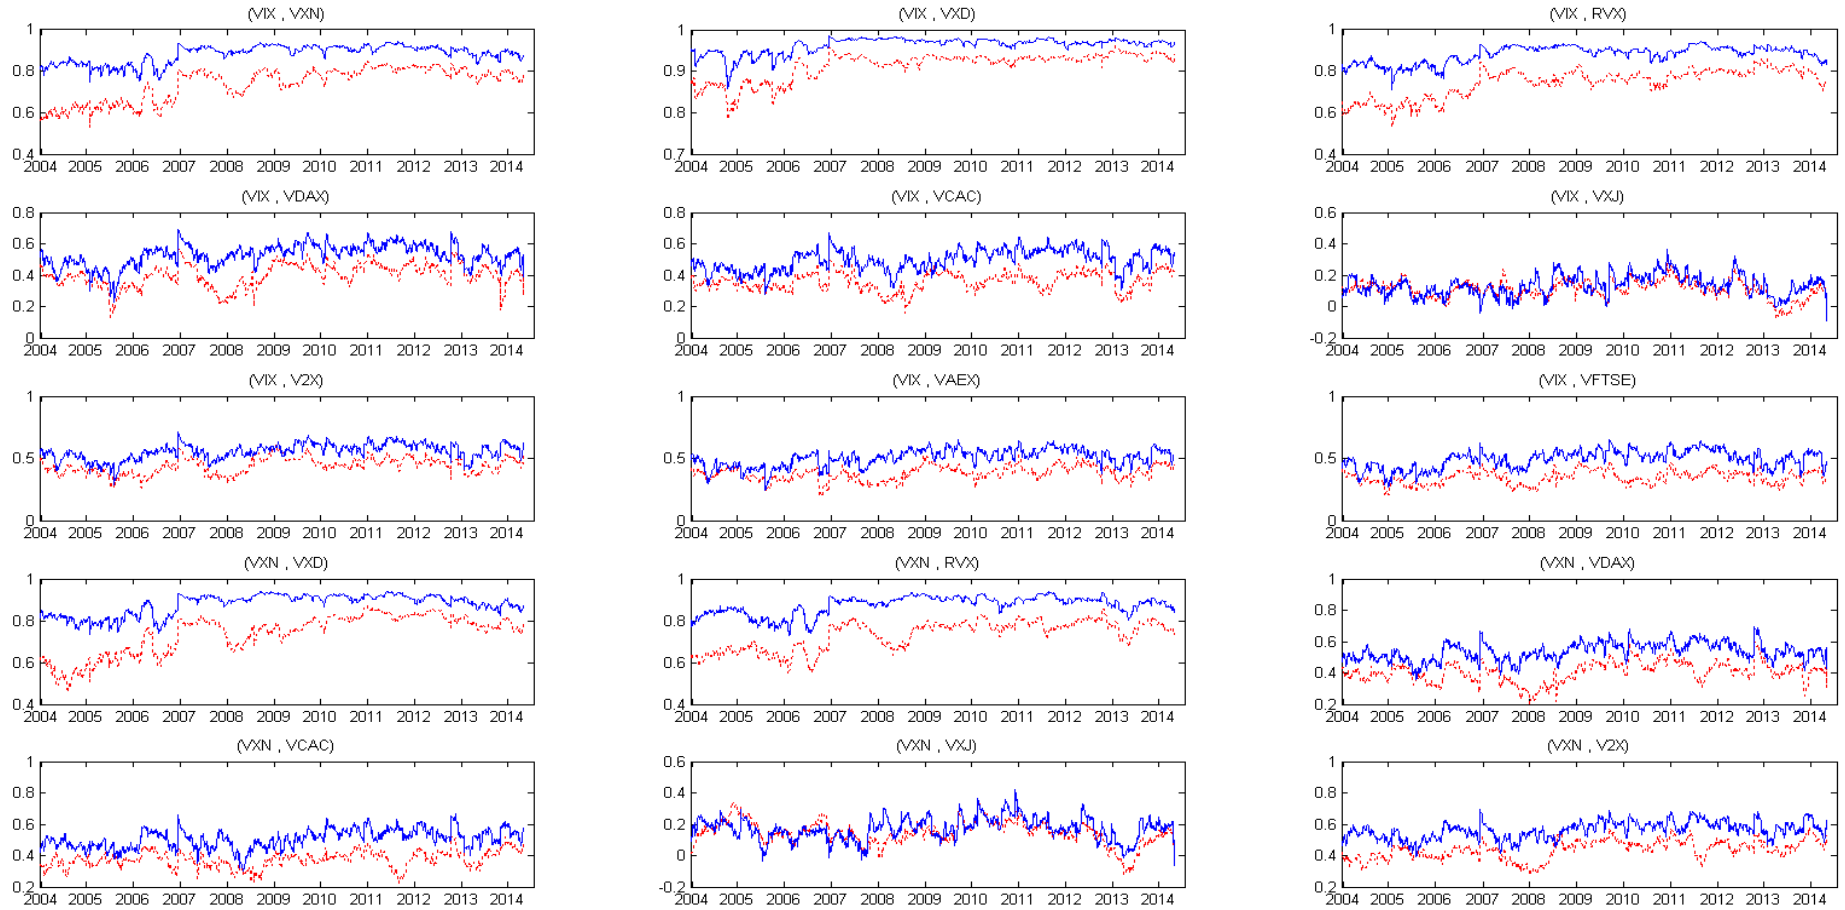 (VIX , VXN)
1
0.8
0.6
0.4
2004 2005 2006 2007 2008 2009 2010 2011 2012 2013 2014
(VIX , VXD)
1
0.9
0.8
0.7
2004 2005 2006 2007 2008 2009 2010 2011 2012 2013 2014
(VIX , RVX)
1
0.8
0.6
0.4
2004 2005 2006 2007 2008 2009 2010 2011 2012 2013 2014
(VIX , VDAX)
0.8
0.6
0.4
0.2
0
2004 2005 2006 2007 2008 2009 2010 2011 2012 2013 2014
(VIX , VCAC)
0.8
0.6
0.4
0.2
0
2004 2005 2006 2007 2008 2009 2010 2011 2012 2013 2014
(VIX , VXJ)
0.6
0.4
0.2
0
-0.2
2004 2005 2006 2007 2008 2009 2010 2011 2012 2013 2014
(VIX , V2X)
1
0.5
0
2004 2005 2006 2007 2008 2009 2010 2011 2012 2013 2014
(VIX , VAEX)
1
0.5
0
2004 2005 2006 2007 2008 2009 2010 2011 2012 2013 2014
(VIX , VFTSE)
1
0.5
0
2004 2005 2006 2007 2008 2009 2010 2011 2012 2013 2014
(VXN , VXD)
1
0.8
0.6
0.4
2004 2005 2006 2007 2008 2009 2010 2011 2012 2013 2014
(VXN , RVX)
1
0.8
0.6
0.4
2004 2005 2006 2007 2008 2009 2010 2011 2012 2013 2014
(VXN , VDAX)
1
0.8
0.6
0.4
0.2
2004 2005 2006 2007 2008 2009 2010 2011 2012 2013 2014
(VXN , VCAC)
1
0.8
0.6
0.4
0.2
2004 2005 2006 2007 2008 2009 2010 2011 2012 2013 2014
(VXN , VXJ)
0.6
0.4
0.2
0
-0.2
2004 2005 2006 2007 2008 2009 2010 2011 2012 2013 2014
(VXN , V2X)
1
0.8
0.6
0.4
0.2
2004 2005 2006 2007 2008 2009 2010 2011 2012 2013 2014